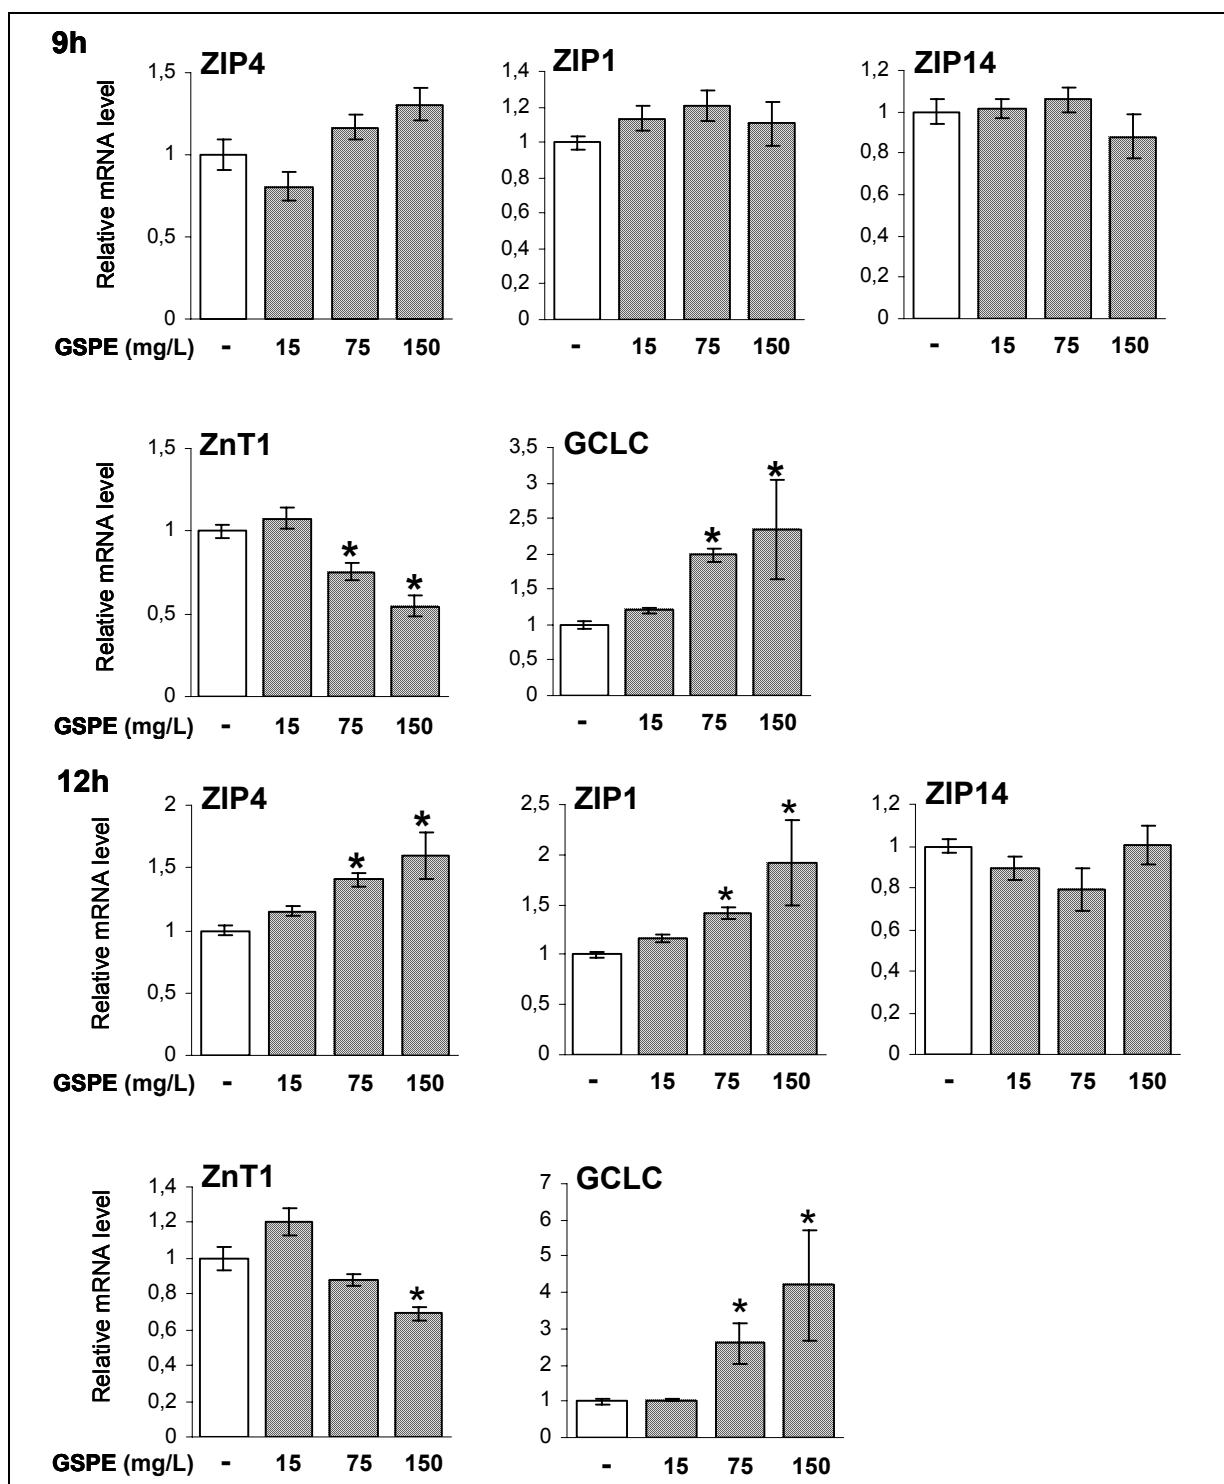 9h
ZIP4
Relative mRNA level
1,5
1
0,5
0
GSPE (mg/L) - 15 75 150
ZIP1
1,4
1,2
1
0,8
0,6
0,4
0,2
0
- 15 75 150
ZIP14
1,2
1
0,8
0,6
0,4
0,2
0
- 15 75 150
ZnT1
Relative mRNA level
1,5
1
0,5
0
* *
GSPE (mg/L) - 15 75 150
GCLC
3,5
3
2,5
2
1,5
1
0,5
0
* *
- 15 75 150
12h
ZIP4
Relative mRNA level
2
1,5
1
0,5
0
* *
GSPE (mg/L) - 15 75 150
ZIP1
2,5
2
1,5
1
0,5
0
* *
- 15 75 150
ZIP14
1,2
1
0,8
0,6
0,4
0,2
0
- 15 75 150
ZnT1
Relative mRNA level
1,4
1,2
1
0,8
0,6
0,4
0,2
0
*
GSPE (mg/L) - 15 75 150
GCLC
7
6
5
4
3
2
1
0
* *
- 15 75 150